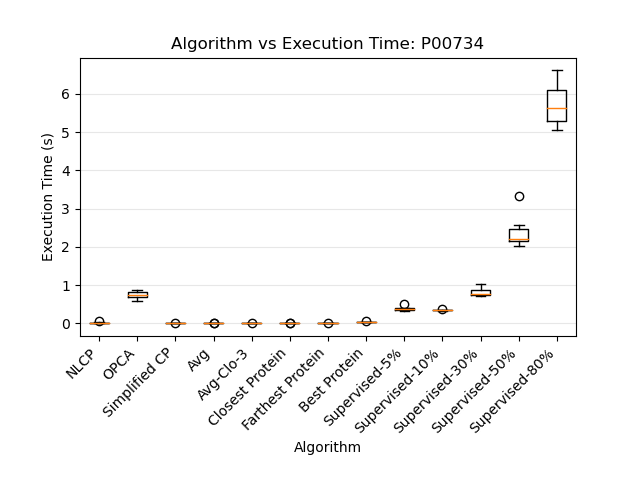 Algorithm vs Execution Time: P00734
Execution Time (s)
6
5
4
3
2
1
0
NLCP
OPCA
Simplified CP
Avg
Avg-Clo-3
Closest Protein
Farthest Protein
Best Protein
Supervised-5%
Supervised-10%
Supervised-30%
Supervised-50%
Supervised-80%
Algorithm